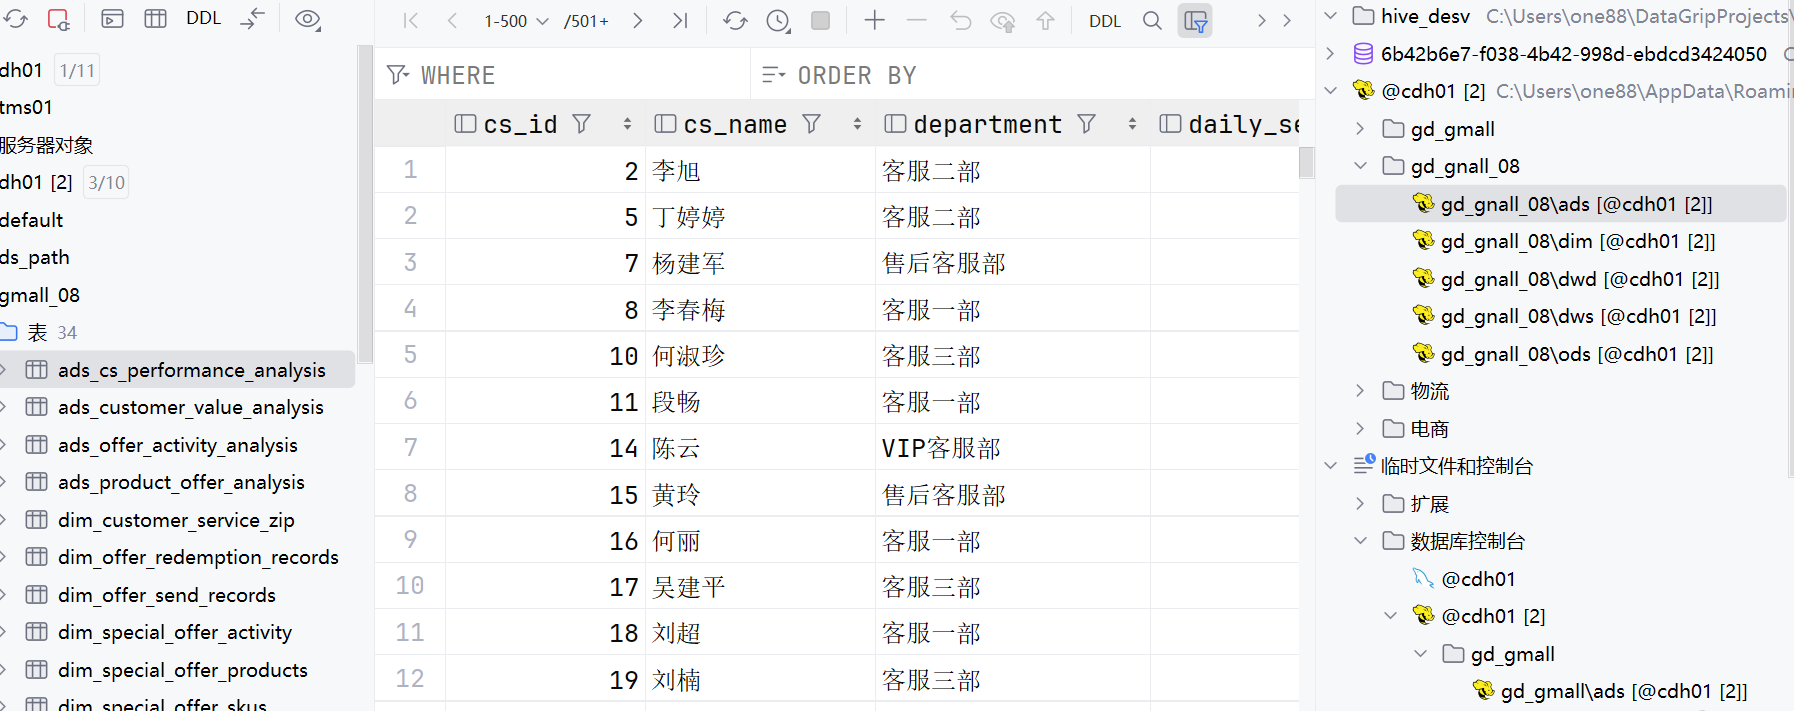 DDL
dh01 1/11
tms01
服务器对象
dh01 [2] 3/10
default
ds_path
gmall_08
表 34
ads_cs_performance_analysis
ads_customer_value_analysis
ads_offer_activity_analysis
ads_product_offer_analysis
dim_customer_service_zip
dim_offer_redemption_records
dim_offer_send_records
dim_special_offer_activity
dim_special_offer_products
dim_special_offer_skus
1-500 /501+ DDL
WHERE ORDER BY
cs_id cs_name department daily_se
1 2 李旭 客服二部
2 5 丁婷婷 客服二部
3 7 杨建军 售后客服部
4 8 李春梅 客服一部
5 10 何淑珍 客服三部
6 11 段畅 客服一部
7 14 陈云 VIP客服部
8 15 黄玲 售后客服部
9 16 何丽 客服一部
10 17 吴建平 客服三部
11 18 刘超 客服一部
12 19 刘楠 客服三部
hive_desv C:\Users\one88\DataGripProjects\
6b42b6e7-f038-4b42-998d-ebdcd3424050 C
@cdh01 [2] C:\Users\one88\AppData\Roamin
gd_gmall
gd_gnall_08
gd_gnall_08\ads [@cdh01 [2]]
gd_gnall_08\dim [@cdh01 [2]]
gd_gnall_08\dwd [@cdh01 [2]]
gd_gnall_08\dws [@cdh01 [2]]
gd_gnall_08\ods [@cdh01 [2]]
物流
电商
临时文件和控制台
扩展
数据库控制台
@cdh01
@cdh01 [2]
gd_gmall
gd_gmall\ads [@cdh01 [2]]